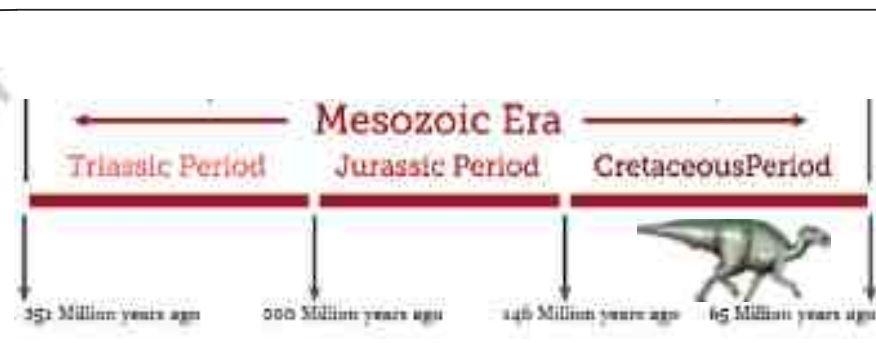 Mesozoic Era
Triassic Period Jurassic Period CretaceousPeriod
251 Million years ago 200 Million years ago 146 Million years ago 65 Million years ago